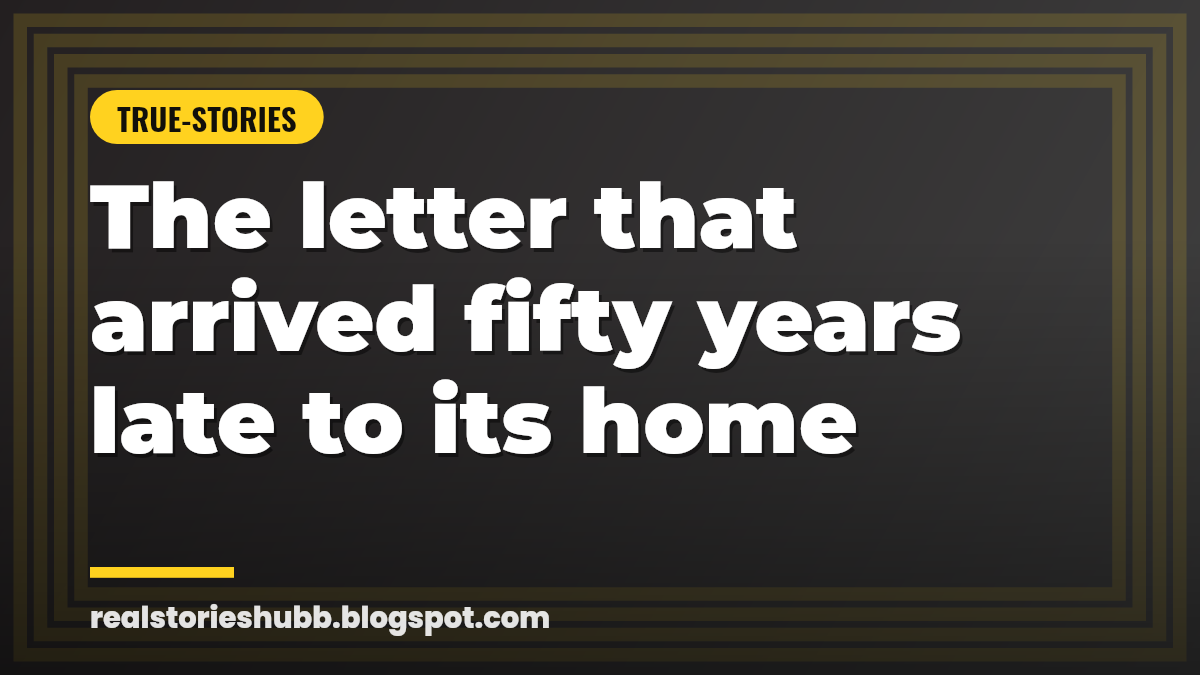 TRUE-STORIES
The letter that
arrived fifty years
late to its home
realstorieshubb.blogspot.com